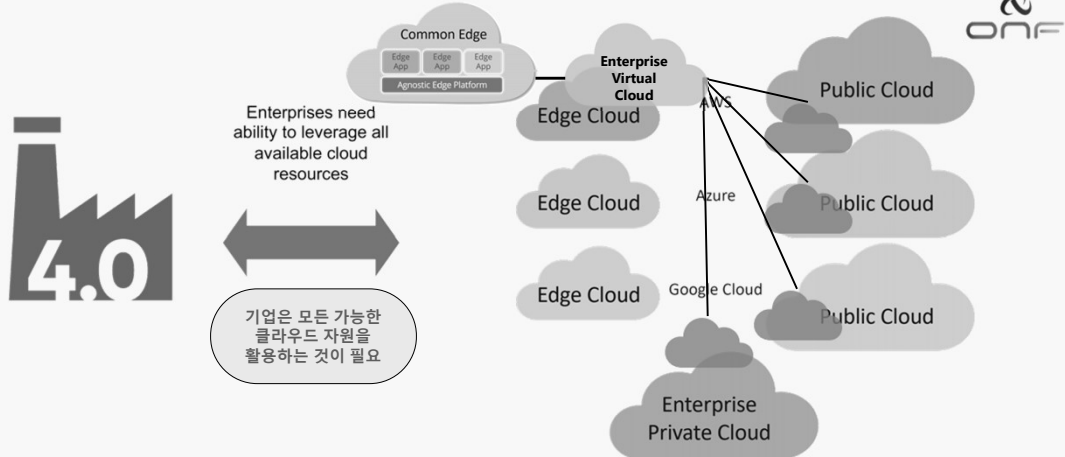 ONF
Common Edge
Edge App
Edge App
Edge App
Agnostic Edge Platform
Enterprise
Virtual
Cloud
Enterprises need
ability to leverage all
available cloud
resources
4.0
기업은 모든 가능한
클라우드 자원을
활용하는 것이 필요
Edge Cloud
Edge Cloud
Edge Cloud
AWS
Azure
Google Cloud
Public Cloud
Public Cloud
Public Cloud
Enterprise
Private Cloud